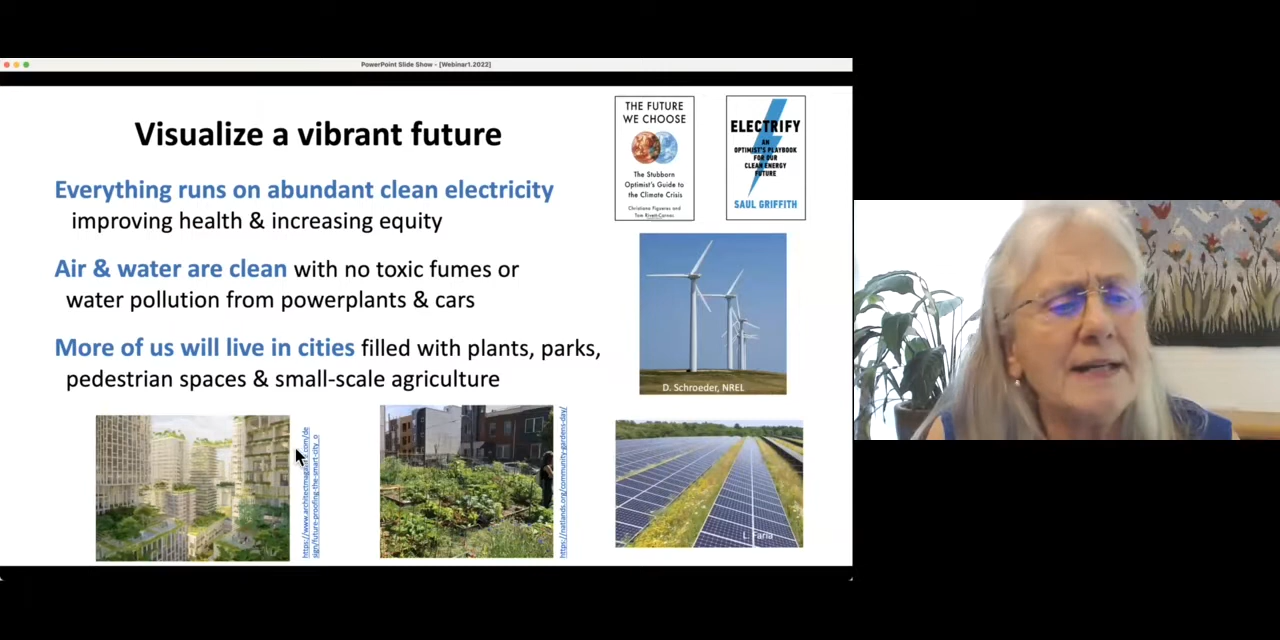 PowerPoint Slide Show - [Webinar1.2022]
Visualize a vibrant future
Everything runs on abundant clean electricity
improving health & increasing equity
Air & water are clean with no toxic fumes or
water pollution from powerplants & cars
More of us will live in cities filled with plants, parks,
pedestrian spaces & small-scale agriculture
THE FUTURE
WE CHOOSE
The Stubborn
Optimist's Guide to
the Climate Crisis
Christiana Figueres and
Tom Rivett-Carnac
ELECTRIFY
AN
OPTIMIST'S PLAYBOOK
FOR OUR
CLEAN ENERGY
FUTURE
SAUL GRIFFITH
D. Schroeder, NREL
https://www.architectmagazine.com/de
sign/future-proofing-the-smart-city_o
https://natlands.org/community-gardens-day/
L. Faria